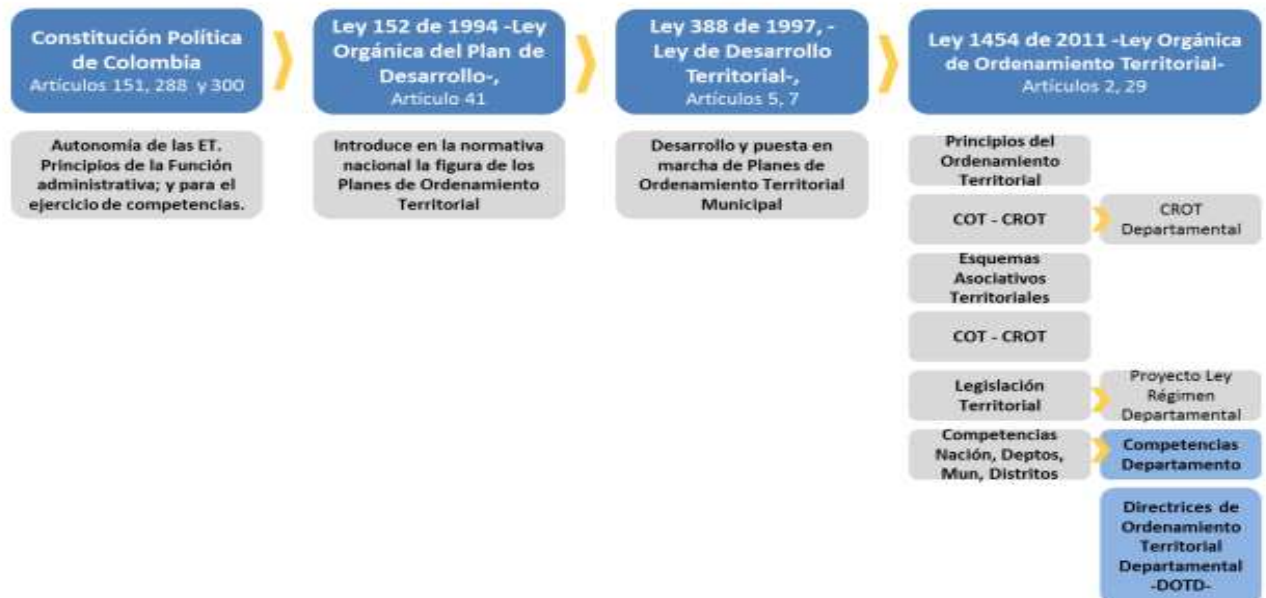 Constitución Política
de Colombia
Artículos 151, 288 y 300
Ley 152 de 1994 -Ley
Orgánica del Plan de
Desarrollo-,
Artículo 41
Ley 388 de 1997, -
Ley de Desarrollo
Territorial-,
Artículos 5, 7
Ley 1454 de 2011 -Ley Orgánica
de Ordenamiento Territorial-
Artículos 2, 29
Autonomía de las ET.
Principios de la Función
administrativa; y para el
ejercicio de competencias.
Introduce en la normativa
nacional la figura de los
Planes de Ordenamiento
Territorial
Desarrollo y puesta en
marcha de Planes de
Ordenamiento Territorial
Municipal
Principios del
Ordenamiento
Territorial
COT - CROT
CROT
Departamental
Esquemas
Asociativos
Territoriales
COT - CROT
Legislación
Territorial
Proyecto Ley
Régimen
Departamental
Competencias
Nación, Deptos,
Mun, Distritos
Competencias
Departamento
Directrices de
Ordenamiento
Territorial
Departamental
-DOTD-